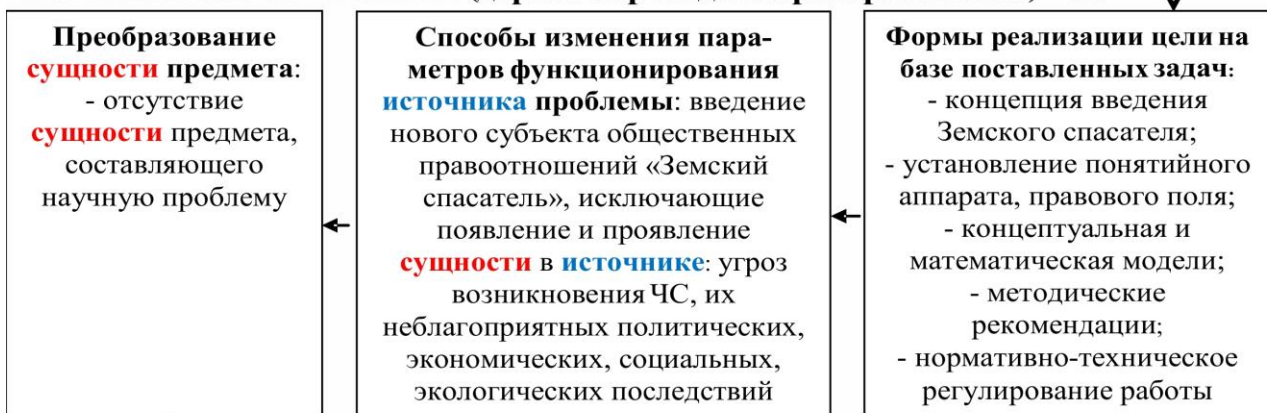 Преобразование
сущности предмета:
- отсутствие
сущности предмета,
составляющего
научную проблему
Способы изменения пара-
метров функционирования
источника проблемы: введение
нового субъекта общественных
правоотношений «Земский
спасатель», исключающие
появление и проявление
сущности в источнике: угроз
возникновения ЧС, их
неблагоприятных политических,
экономических, социальных,
экологических последствий
Формы реализации цели на
базе поставленных задач:
- концепция введения
Земского спасателя;
- установление понятийного
аппарата, правового поля;
- концептуальная и
математическая модели;
- методические
рекомендации;
- нормативно-техническое
регулирование работы